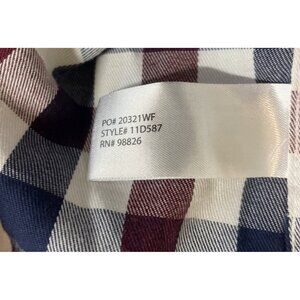 PO# 20321WF
STYLE# 11D587
RN# 98826